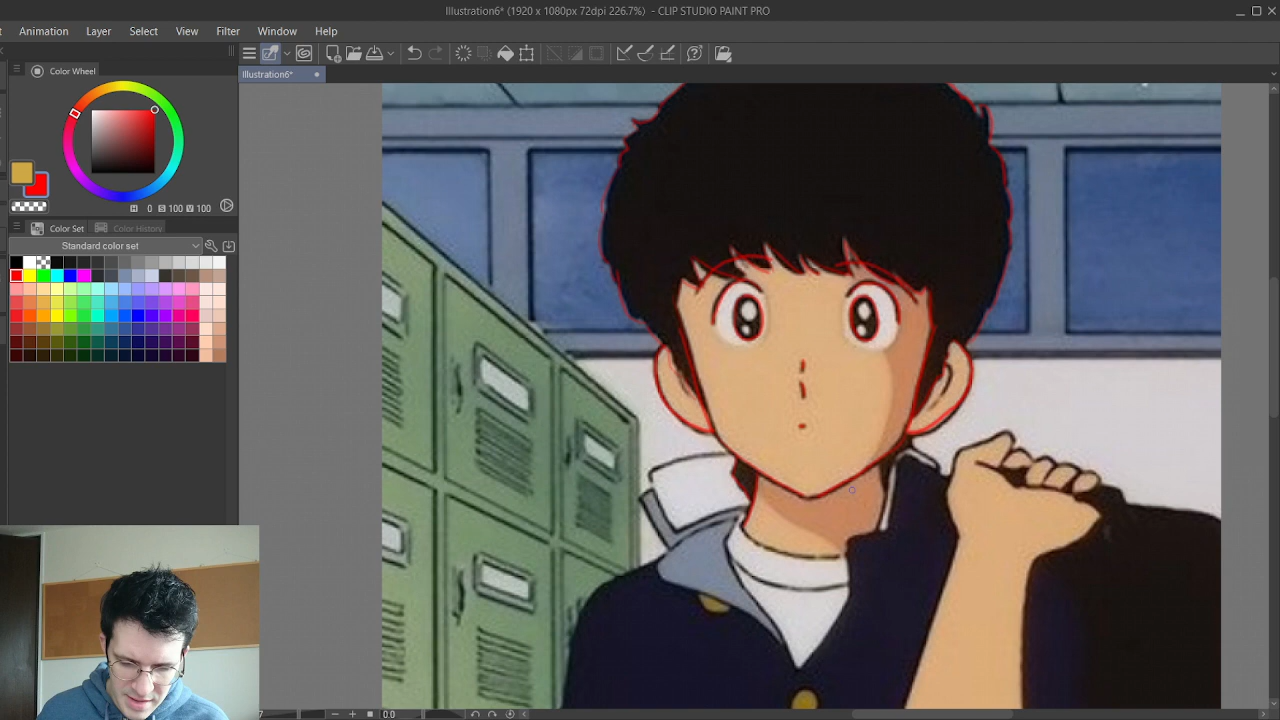 Illustration6* (1920 x 1080px 72dpi 226.7%) - CLIP STUDIO PAINT PRO
Animation Layer Select View Filter Window Help
Color Wheel
Illustration6*
H 0 S 100 V 100
Color Set Color History
Standard color set
7 0.0